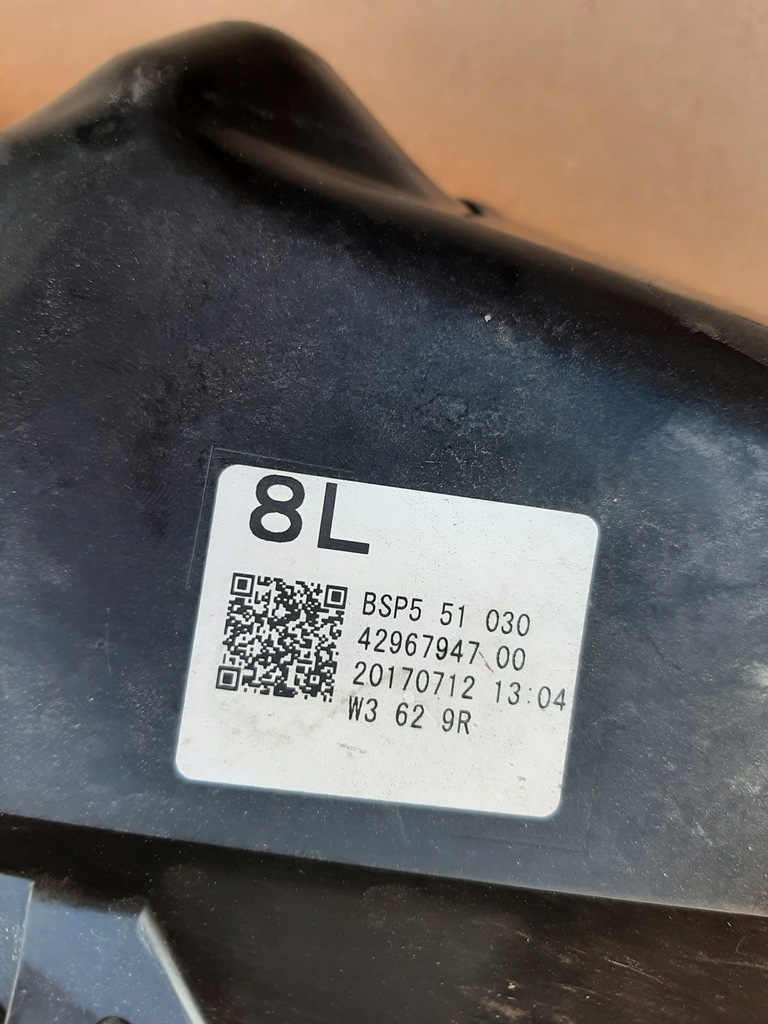 8L
BSP5 51 030
42967947 00
20170712 13:04
W3 62 9R